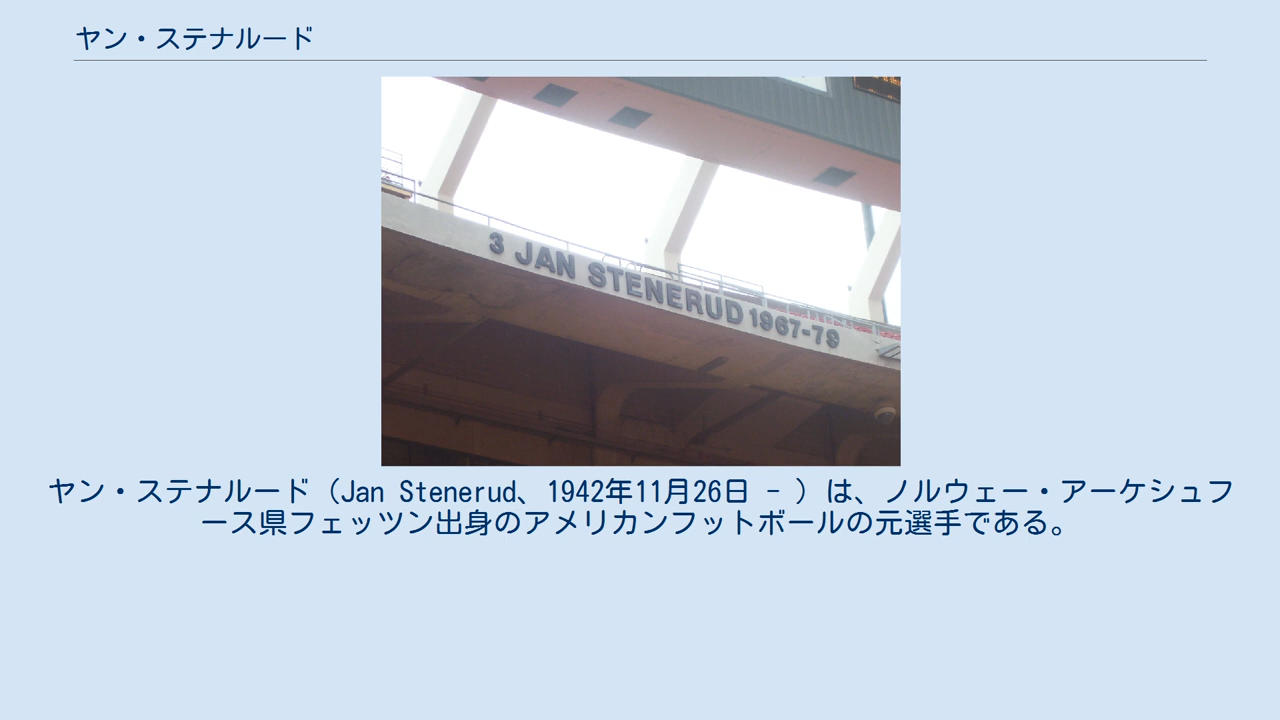 ヤン・ステナルード
3 JAN STENERUD 1967-79
ヤン・ステナルード（Jan Stenerud、1942年11月26日 - ）は、ノルウェー・アーケシュフ
ース県フェッツン出身のアメリカンフットボールの元選手である。